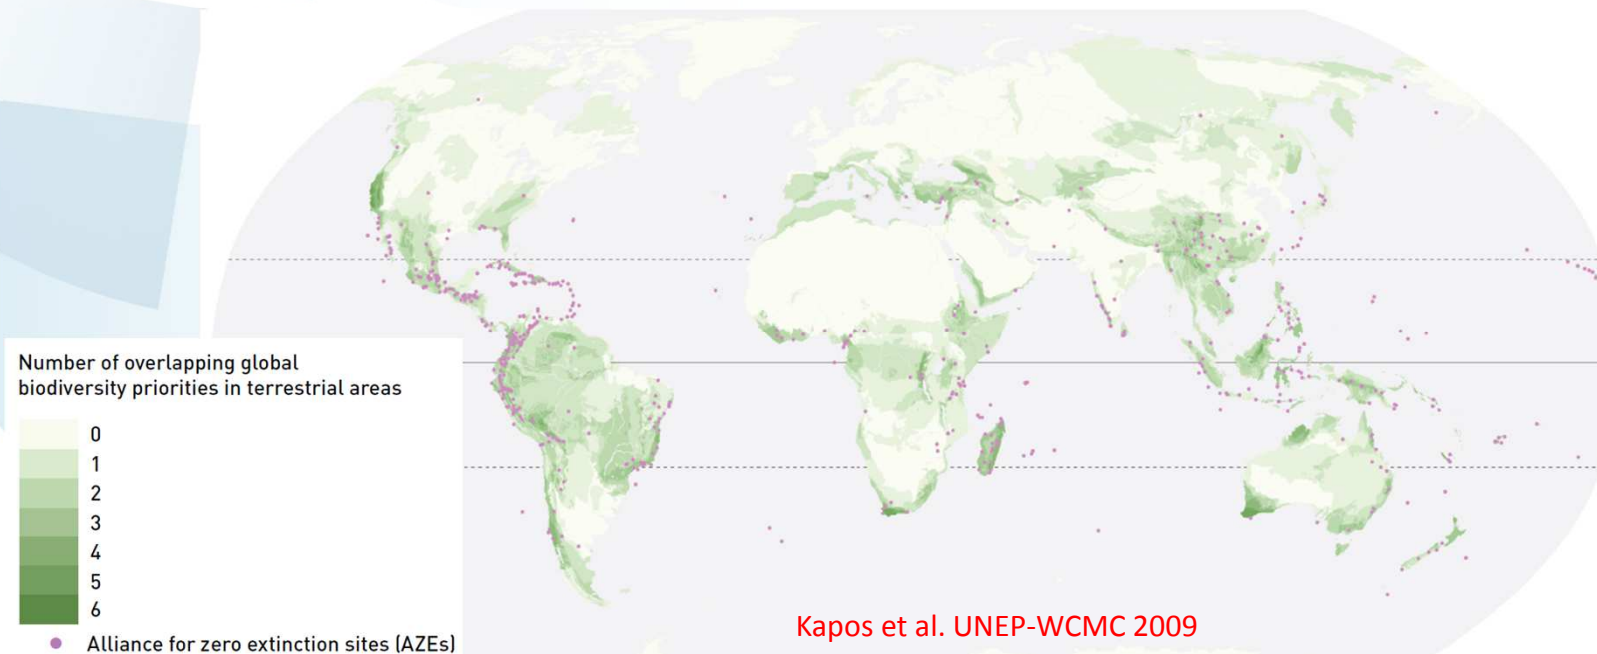 Number of overlapping global
biodiversity priorities in terrestrial areas
0
1
2
3
4
5
6
Alliance for zero extinction sites (AZEs)
Kapos et al. UNEP-WCMC 2009